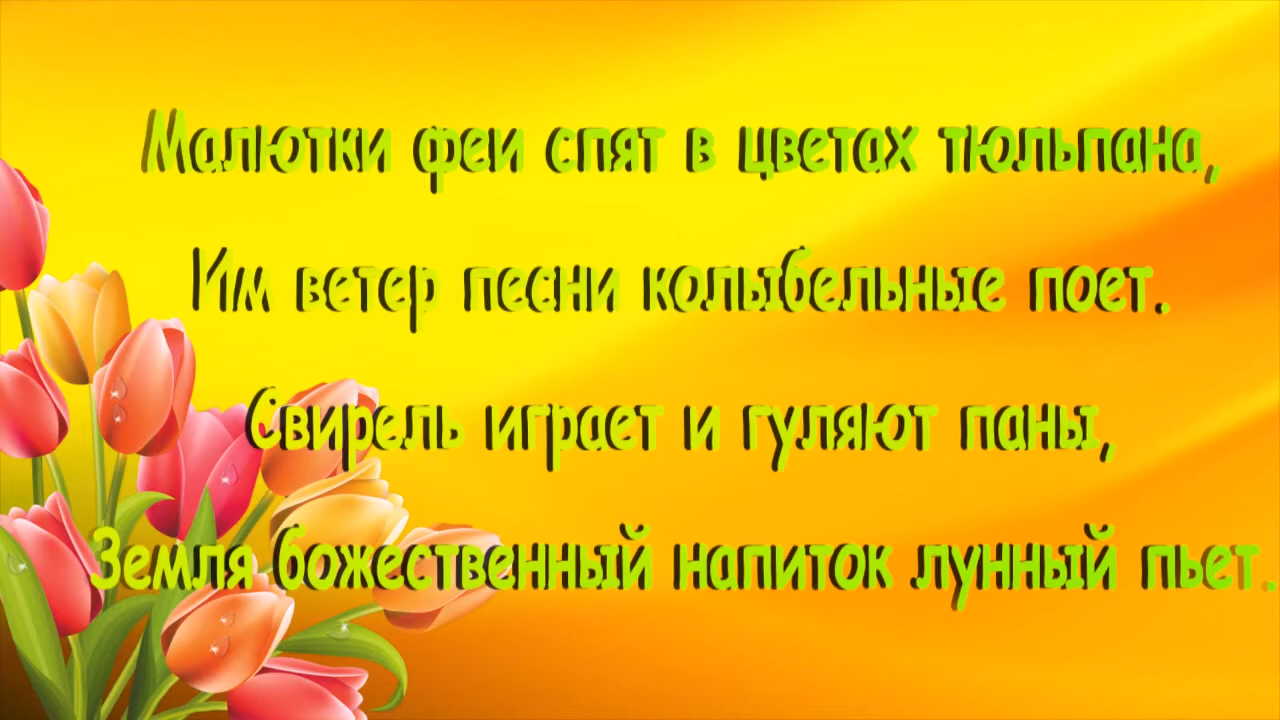 Малютки феи спят в цветах тюльпана,
Им ветер песни колыбельные поет.
Свирель играет и гуляют паны,
Земля божественный напиток лунный пьет.